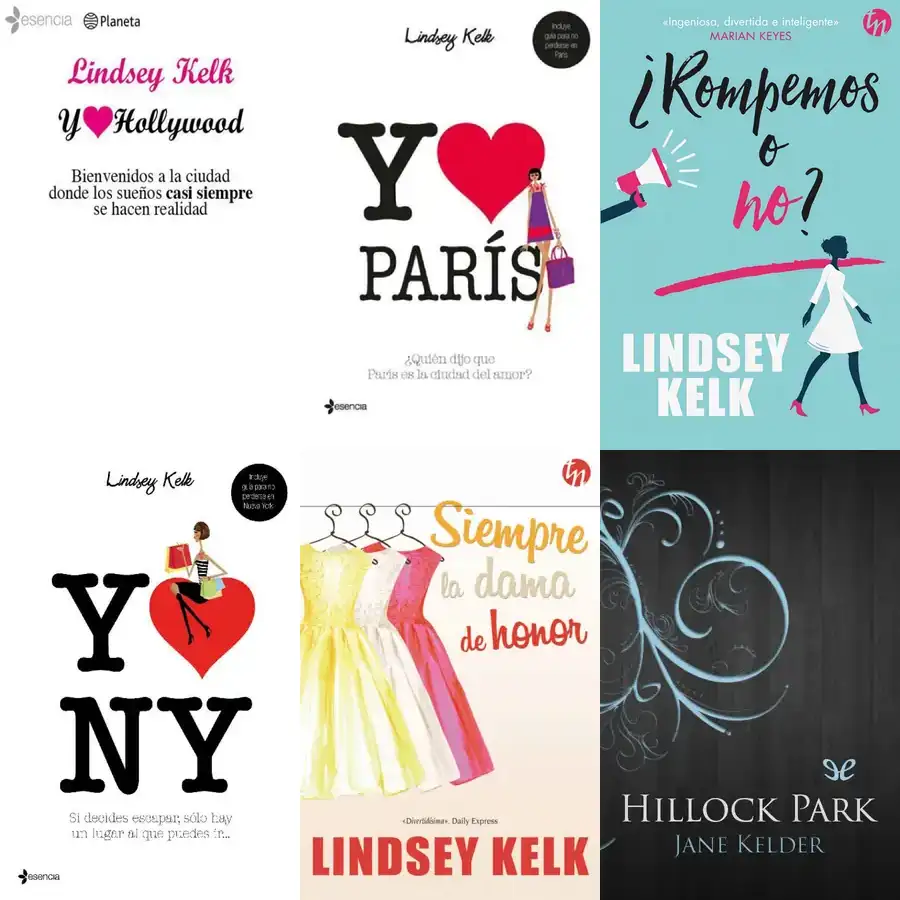 esencia Planeta
Lindsey Kelk
Y Hollywood
Bienvenidos a la ciudad
donde los sueños casi siempre
se hacen realidad
Lindsey Kelk
Incluye
guía para no
perderse en
París
Y
PARÍS
¿Quién dijo que
París es la ciudad del amor?
esencia
«Ingeniosa, divertida e inteligente»
MARIAN KEYES
tn
¿Rompemos
o
no?
LINDSEY
KELK
Lindsey Kelk
Incluye
guía para no
perderse en
Nueva York
Y
NY
Si decides escapar, sólo hay
un lugar al que puedes ir...
esencia
tn
Siempre
la dama
de honor
«Divertidísima». Daily Express
LINDSEY KELK
HILLOCK PARK
JANE KELDER